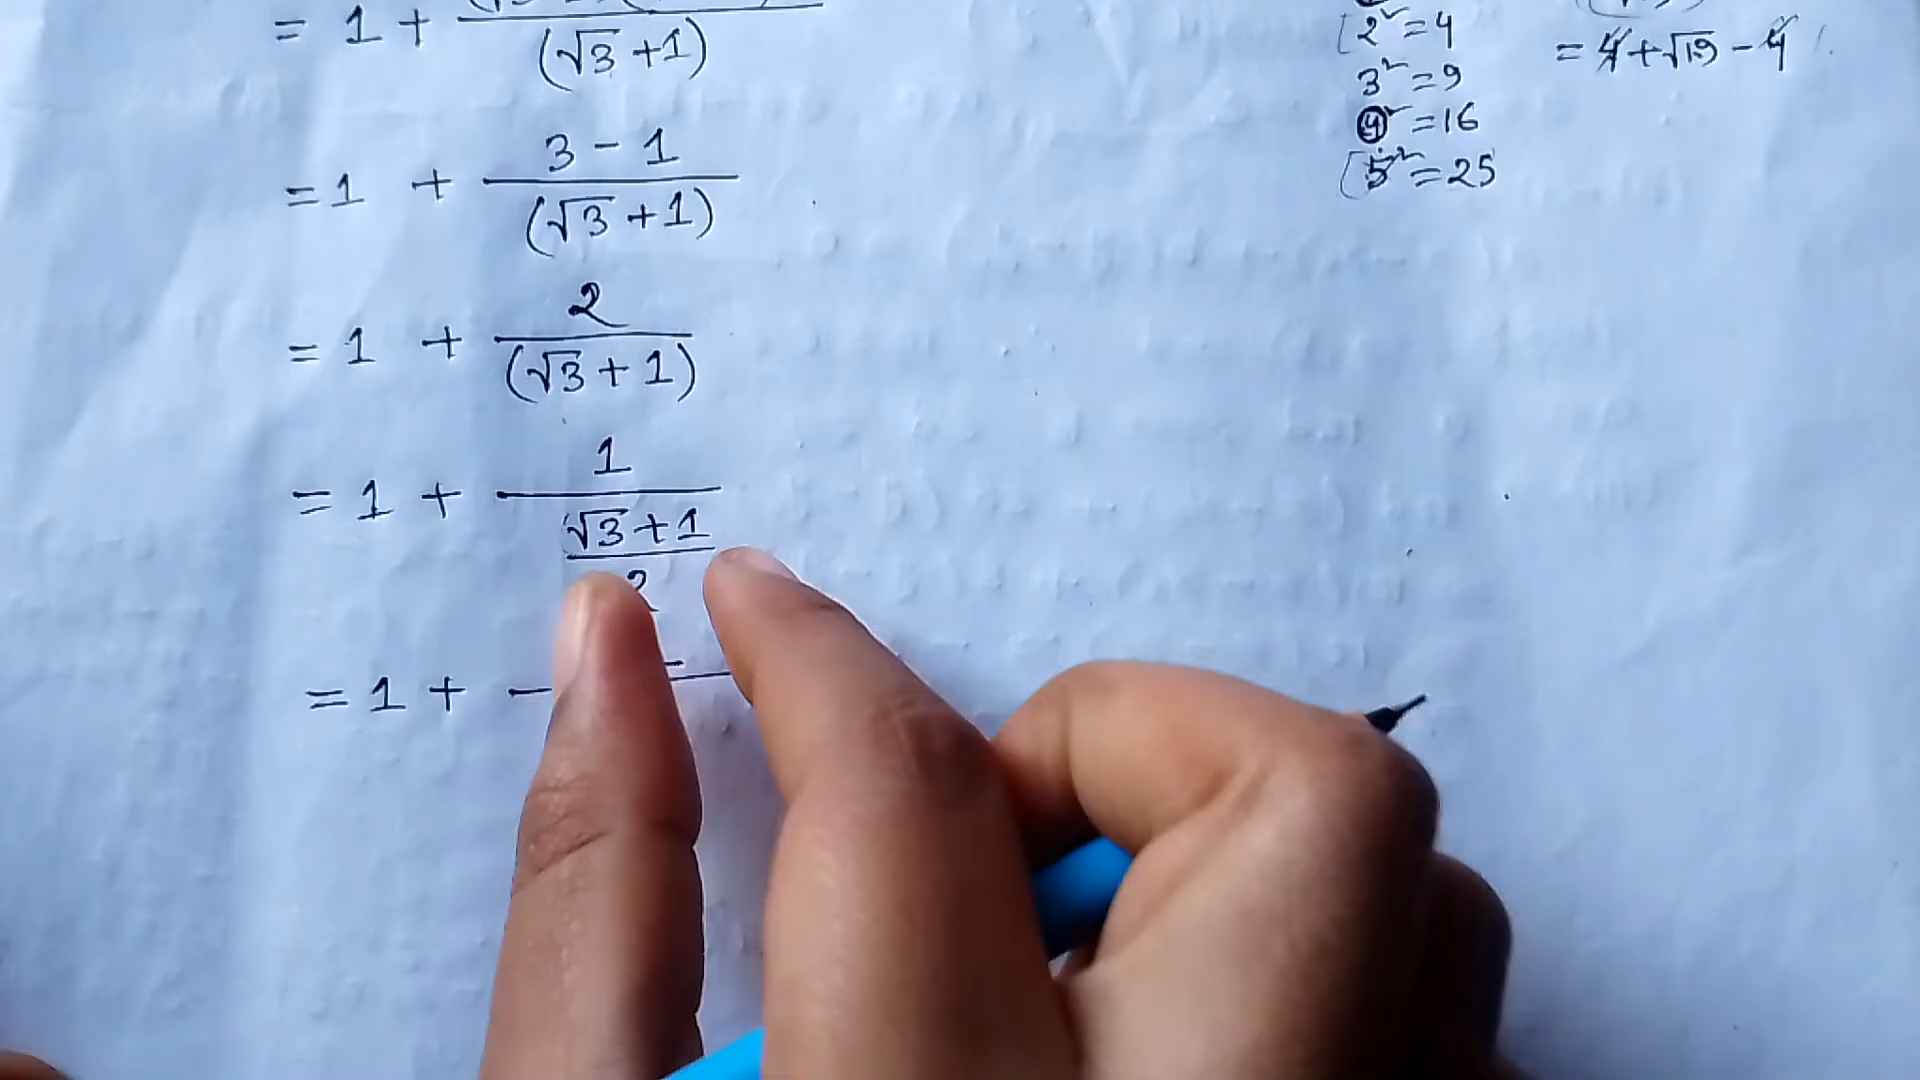 = 1 + (√3+1)
= 1 + (3 - 1)/(√3+1)
= 1 + 2/(√3+1)
= 1 + 1/((√3+1)/2)
= 1 +
[2² = 4
3² = 9
4² = 16
[5² = 25
= 4 + √19 - 4